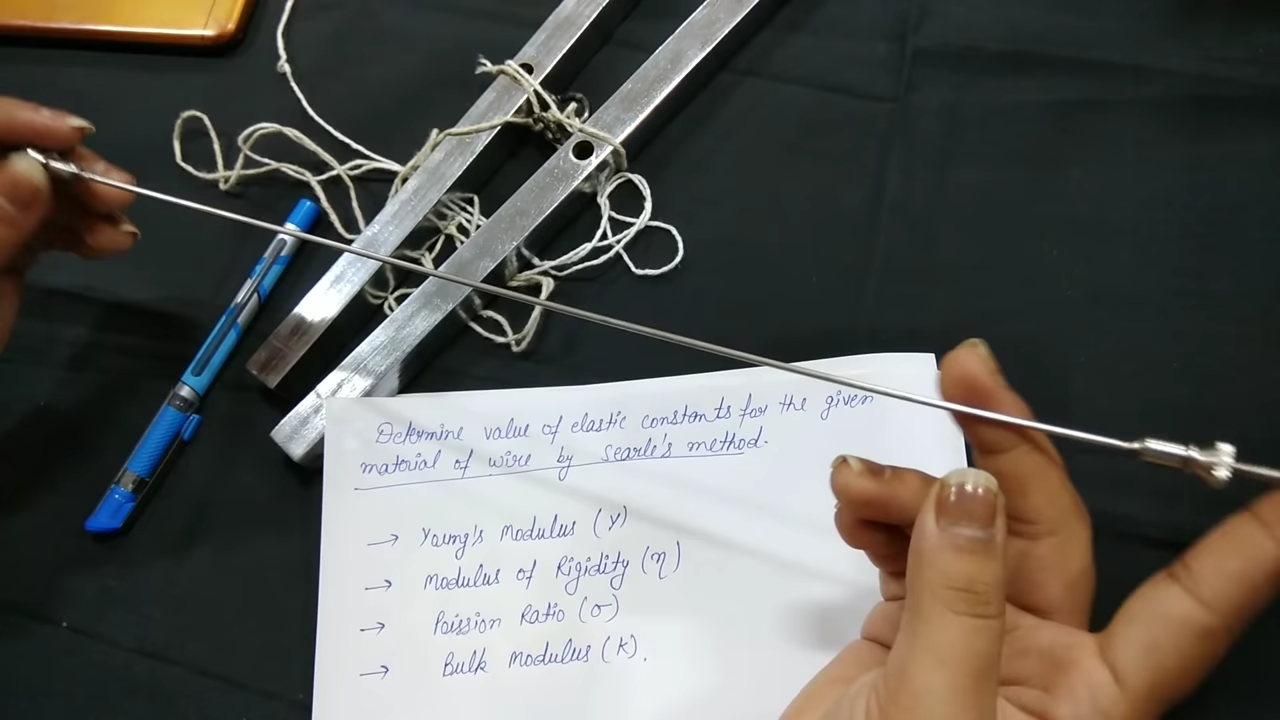 Determine value of elastic constants for the given
material of wire by Searle's method.
→ Young's Modulus (Y)
→ Modulus of Rigidity (η)
→ Poission Ratio (σ)
→ Bulk Modulus (K).